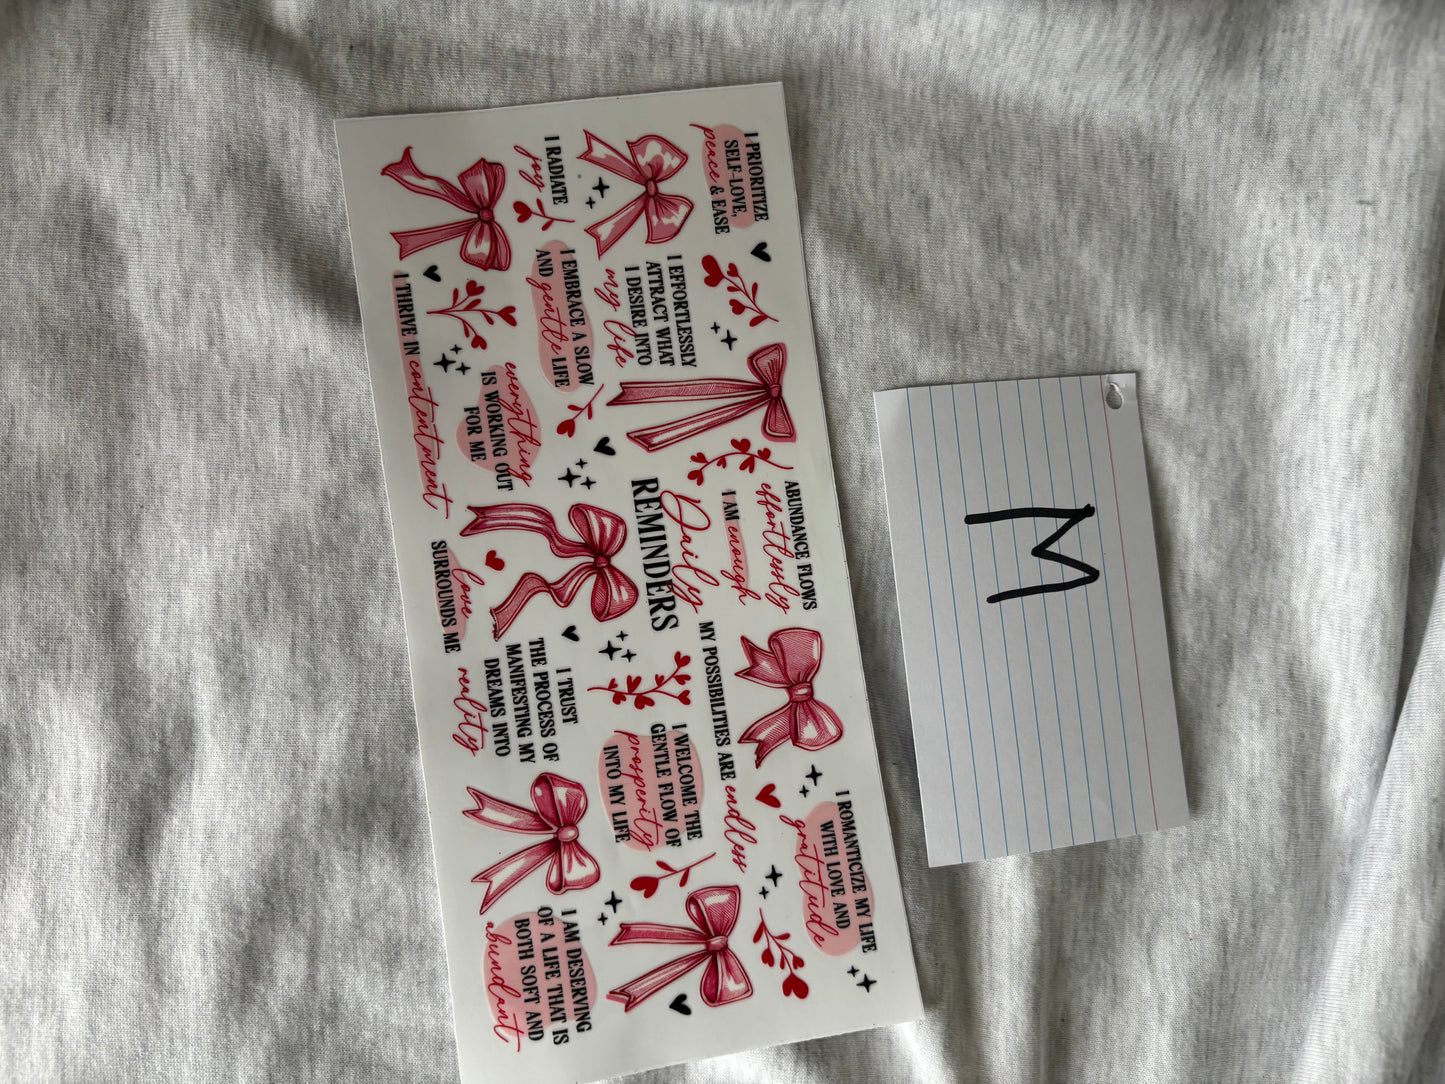 I PRIORITIZE
SELF-LOVE,
peace & EASE
I RADIATE
joy
I EFFORTLESSLY
ATTRACT WHAT
I DESIRE INTO
my life
I EMBRACE A SLOW
AND gentle LIFE
I THRIVE IN contentment
everything
IS WORKING OUT
FOR ME
ABUNDANCE FLOWS
effortlessly
I AM enough
Daily
REMINDERS
love
SURROUNDS ME
MY POSSIBILITIES ARE endless
I TRUST
THE PROCESS OF
MANIFESTING MY
DREAMS INTO
reality
I WELCOME THE
GENTLE FLOW OF
prosperity
INTO MY LIFE
I ROMANTICIZE MY LIFE
WITH LOVE AND
gratitude
I AM DESERVING
OF A LIFE THAT IS
BOTH SOFT AND
abundant
M